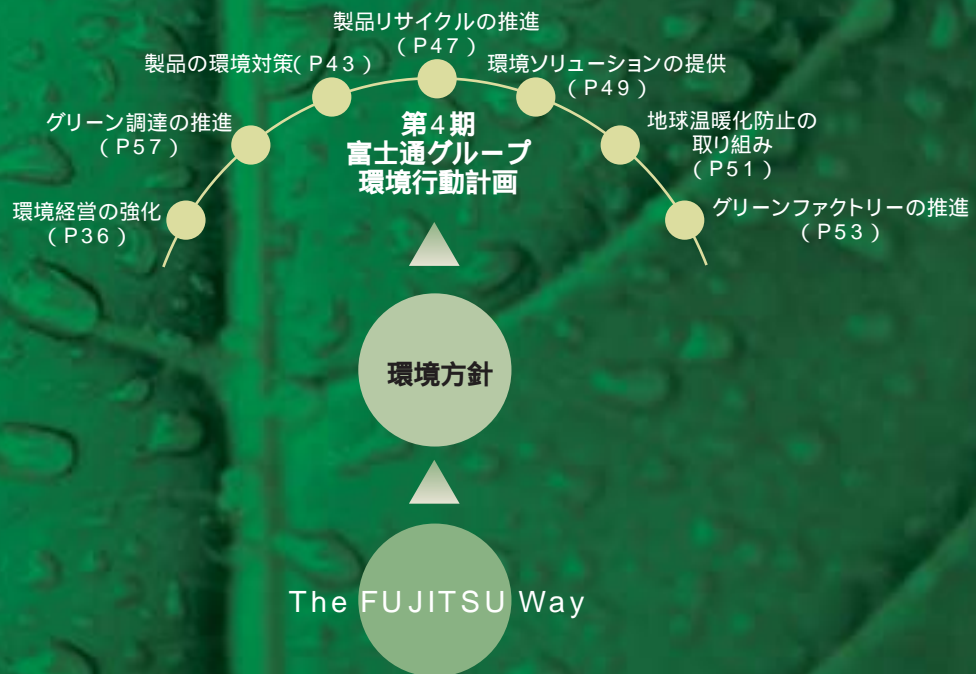 製品リサイクルの推進
(P47)
製品の環境対策(P43)
環境ソリューションの提供
(P49)
グリーン調達の推進
(P57)
第4期
富士通グループ
環境行動計画
地球温暖化防止の
取り組み
(P51)
環境経営の強化
(P36)
グリーンファクトリーの推進
(P53)
環境方針
The FUJITSU Way